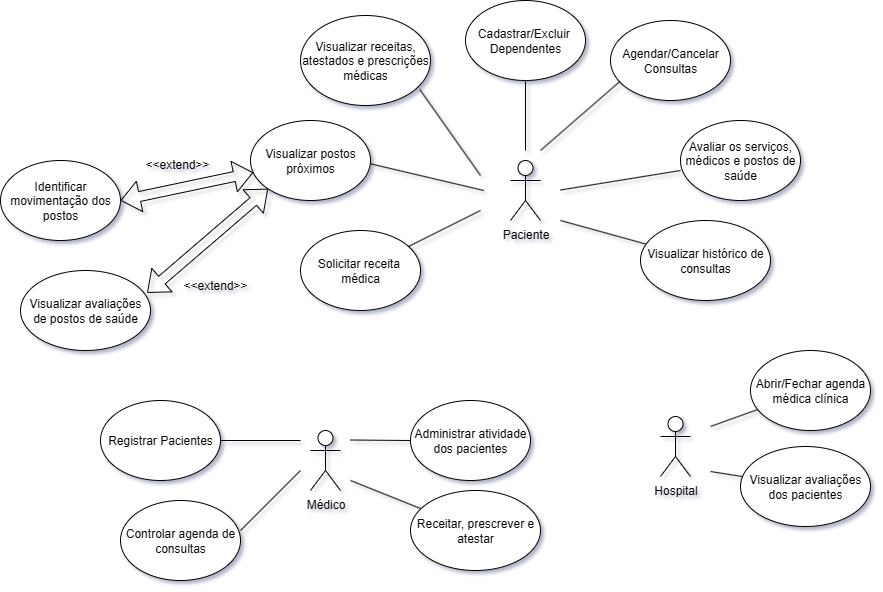 Visualizar receitas,
atestados e prescrições
médicas
Cadastrar/Excluir
Dependentes
Agendar/Cancelar
Consultas
<<extend>>
Visualizar postos
próximos
Avaliar os serviços,
médicos e postos de
saúde
Identificar
movimentação dos
postos
Paciente
Solicitar receita
médica
Visualizar histórico de
consultas
<<extend>>
Visualizar avaliações
de postos de saúde
Abrir/Fechar agenda
médica clínica
Registrar Pacientes
Administrar atividade
dos pacientes
Médico
Hospital
Visualizar avaliações
dos pacientes
Controlar agenda de
consultas
Receitar, prescrever e
atestar